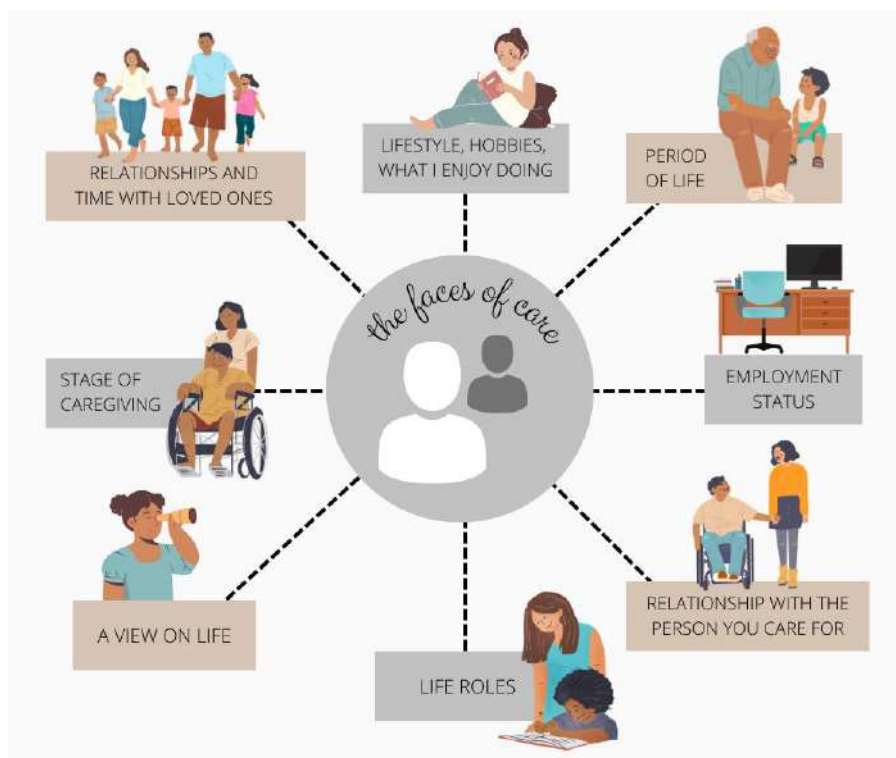 RELATIONSHIPS AND
TIME WITH LOVED ONES
LIFESTYLE, HOBBIES,
WHAT I ENJOY DOING
PERIOD
OF LIFE
the faces of care
STAGE OF
CAREGIVING
EMPLOYMENT
STATUS
A VIEW ON LIFE
LIFE ROLES
RELATIONSHIP WITH THE
PERSON YOU CARE FOR